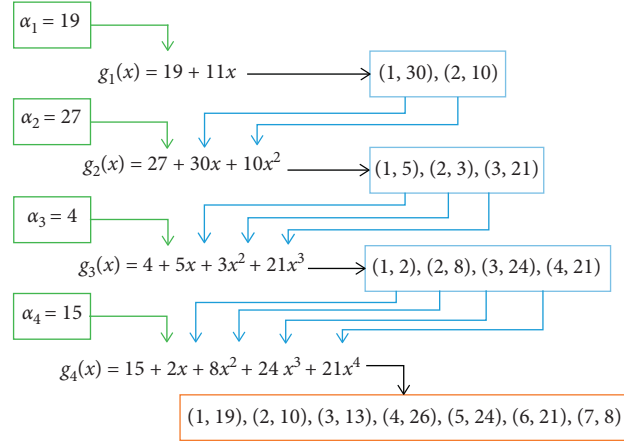 α₁ = 19
g₁(x) = 19 + 11x
(1, 30), (2, 10)
α₂ = 27
g₂(x) = 27 + 30x + 10x²
(1, 5), (2, 3), (3, 21)
α₃ = 4
g₃(x) = 4 + 5x + 3x² + 21x³
(1, 2), (2, 8), (3, 24), (4, 21)
α₄ = 15
g₄(x) = 15 + 2x + 8x² + 24 x³ + 21x⁴
(1, 19), (2, 10), (3, 13), (4, 26), (5, 24), (6, 21), (7, 8)